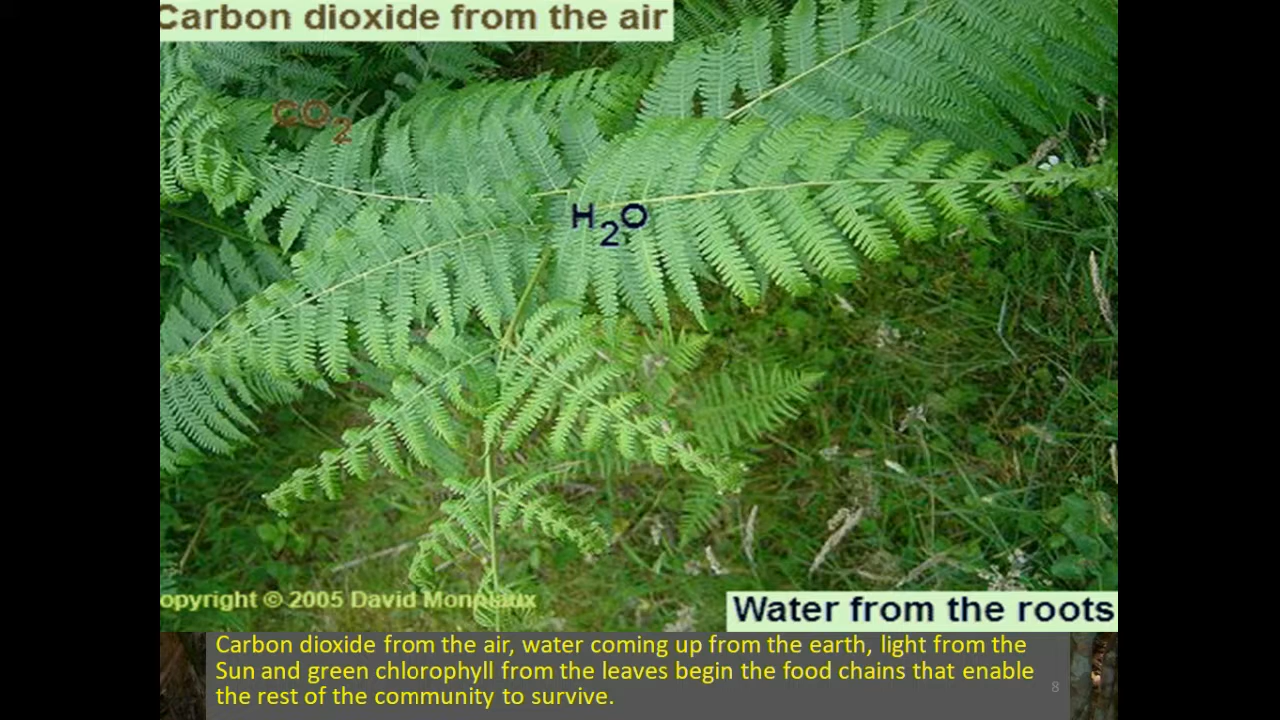 Carbon dioxide from the air
CO2
H2O
opyright © 2005 David Monplaux
Water from the roots
Carbon dioxide from the air, water coming up from the earth, light from the
Sun and green chlorophyll from the leaves begin the food chains that enable
the rest of the community to survive.
8